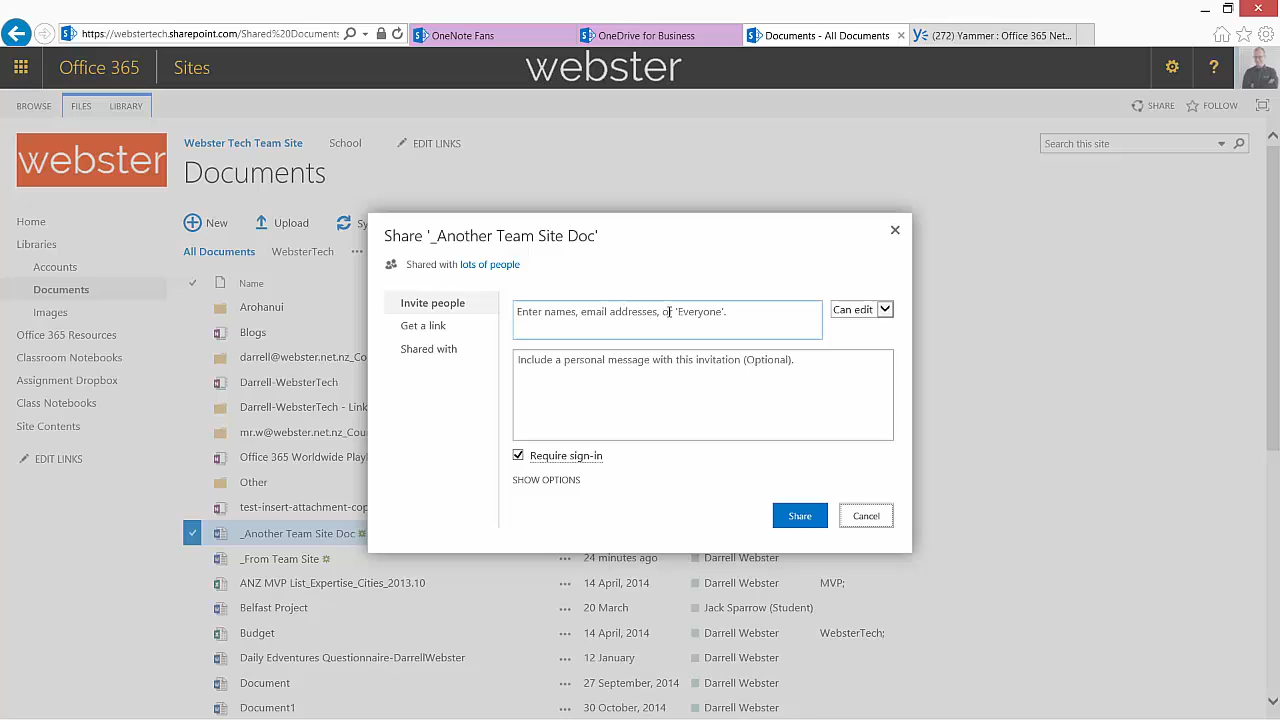 https://webstertech.sharepoint.com/Shared%20Documents
OneNote Fans
OneDrive for Business
Documents - All Documents
(272) Yammer : Office 365 Net...
Office 365
Sites
webster
?
BROWSE
FILES
LIBRARY
SHARE
FOLLOW
webster
Webster Tech Team Site
School
EDIT LINKS
Search this site
Documents
Home
Libraries
Accounts
Documents
Images
Office 365 Resources
Classroom Notebooks
Assignment Dropbox
Class Notebooks
Site Contents
EDIT LINKS
New
Upload
Sy
All Documents
WebsterTech
...
Name
Arohanui
Blogs
darrell@webster.net.nz_Cou
Darrell-WebsterTech
Darrell-WebsterTech - Link
mr.w@webster.net.nz_Cou
Office 365 Worldwide Play
Other
test-insert-attachment-cop
_Another Team Site Doc
_From Team Site
... 24 minutes ago Darrell Webster
ANZ MVP List_Expertise_Cities_2013.10 ... 14 April, 2014 Darrell Webster MVP;
Belfast Project ... 20 March Jack Sparrow (Student)
Budget ... 14 April, 2014 Darrell Webster WebsterTech;
Daily Edventures Questionnaire-DarrellWebster ... 12 January Darrell Webster
Document ... 27 September, 2014 Darrell Webster
Document1 ... 30 October, 2014 Darrell Webster
Share '_Another Team Site Doc'
Shared with lots of people
Invite people
Get a link
Shared with
Enter names, email addresses, or 'Everyone'.
Can edit
Include a personal message with this invitation (Optional).
Require sign-in
SHOW OPTIONS
Share
Cancel